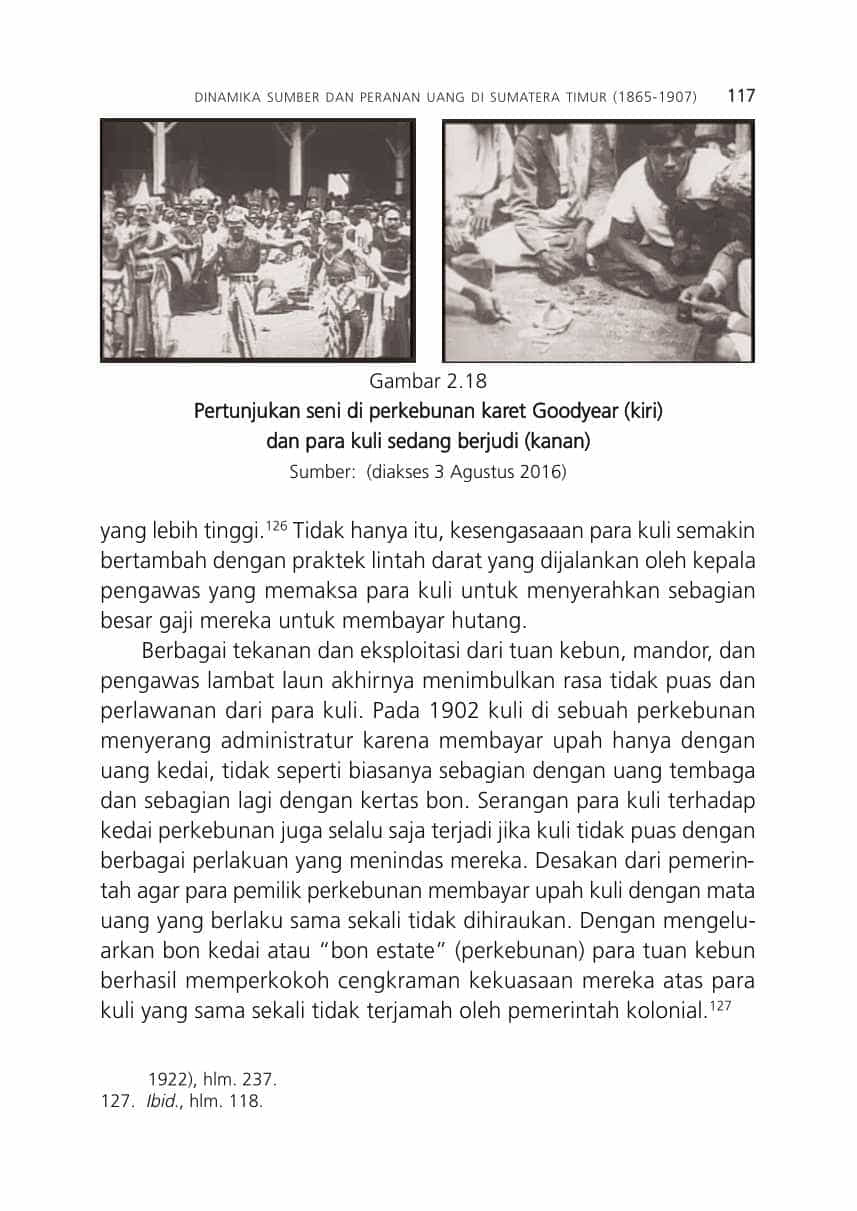 DINAMIKA SUMBER DAN PERANAN UANG DI SUMATERA TIMUR (1865-1907) 117
Gambar 2.18
Pertunjukan seni di perkebunan karet Goodyear (kiri)
dan para kuli sedang berjudi (kanan)
Sumber: (diakses 3 Agustus 2016)
yang lebih tinggi.¹²⁶ Tidak hanya itu, kesengasaaan para kuli semakin
bertambah dengan praktek lintah darat yang dijalankan oleh kepala
pengawas yang memaksa para kuli untuk menyerahkan sebagian
besar gaji mereka untuk membayar hutang.
Berbagai tekanan dan eksploitasi dari tuan kebun, mandor, dan
pengawas lambat laun akhirnya menimbulkan rasa tidak puas dan
perlawanan dari para kuli. Pada 1902 kuli di sebuah perkebunan
menyerang administratur karena membayar upah hanya dengan
uang kedai, tidak seperti biasanya sebagian dengan uang tembaga
dan sebagian lagi dengan kertas bon. Serangan para kuli terhadap
kedai perkebunan juga selalu saja terjadi jika kuli tidak puas dengan
berbagai perlakuan yang menindas mereka. Desakan dari pemerin-
tah agar para pemilik perkebunan membayar upah kuli dengan mata
uang yang berlaku sama sekali tidak dihiraukan. Dengan mengelu-
arkan bon kedai atau “bon estate“ (perkebunan) para tuan kebun
berhasil memperkokoh cengkraman kekuasaan mereka atas para
kuli yang sama sekali tidak terjamah oleh pemerintah kolonial.¹²⁷
1922), hlm. 237.
127. Ibid., hlm. 118.